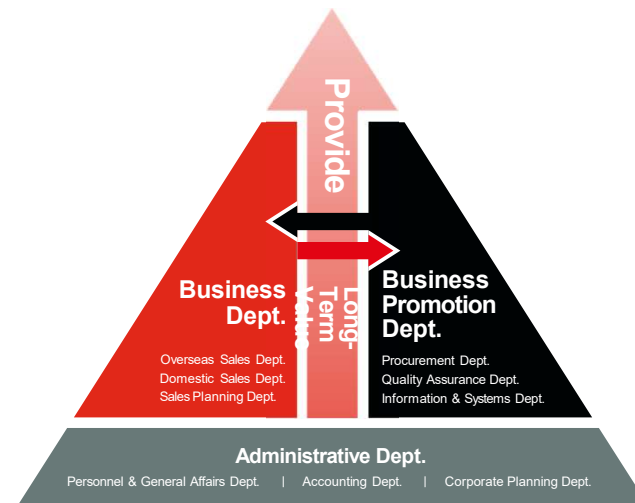 Provide
Long-
Term
Value
Business
Dept.
Overseas Sales Dept.
Domestic Sales Dept.
Sales Planning Dept.
Business
Promotion
Dept.
Procurement Dept.
Quality Assurance Dept.
Information & Systems Dept.
Administrative Dept.
Personnel & General Affairs Dept. | Accounting Dept. | Corporate Planning Dept.